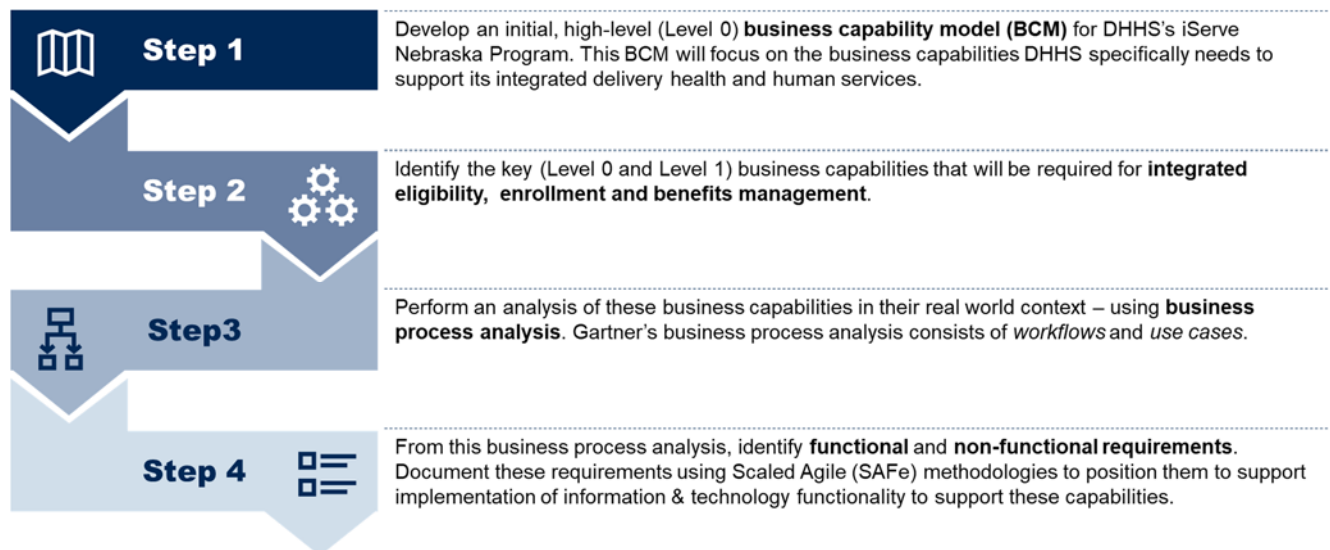 Step 1
Develop an initial, high-level (Level 0) business capability model (BCM) for DHHS's iServe
Nebraska Program. This BCM will focus on the business capabilities DHHS specifically needs to
support its integrated delivery health and human services.
Step 2
Identify the key (Level 0 and Level 1) business capabilities that will be required for integrated
eligibility, enrollment and benefits management.
Step3
Perform an analysis of these business capabilities in their real world context – using business
process analysis. Gartner's business process analysis consists of workflows and use cases.
Step 4
From this business process analysis, identify functional and non-functional requirements.
Document these requirements using Scaled Agile (SAFe) methodologies to position them to support
implementation of information & technology functionality to support these capabilities.